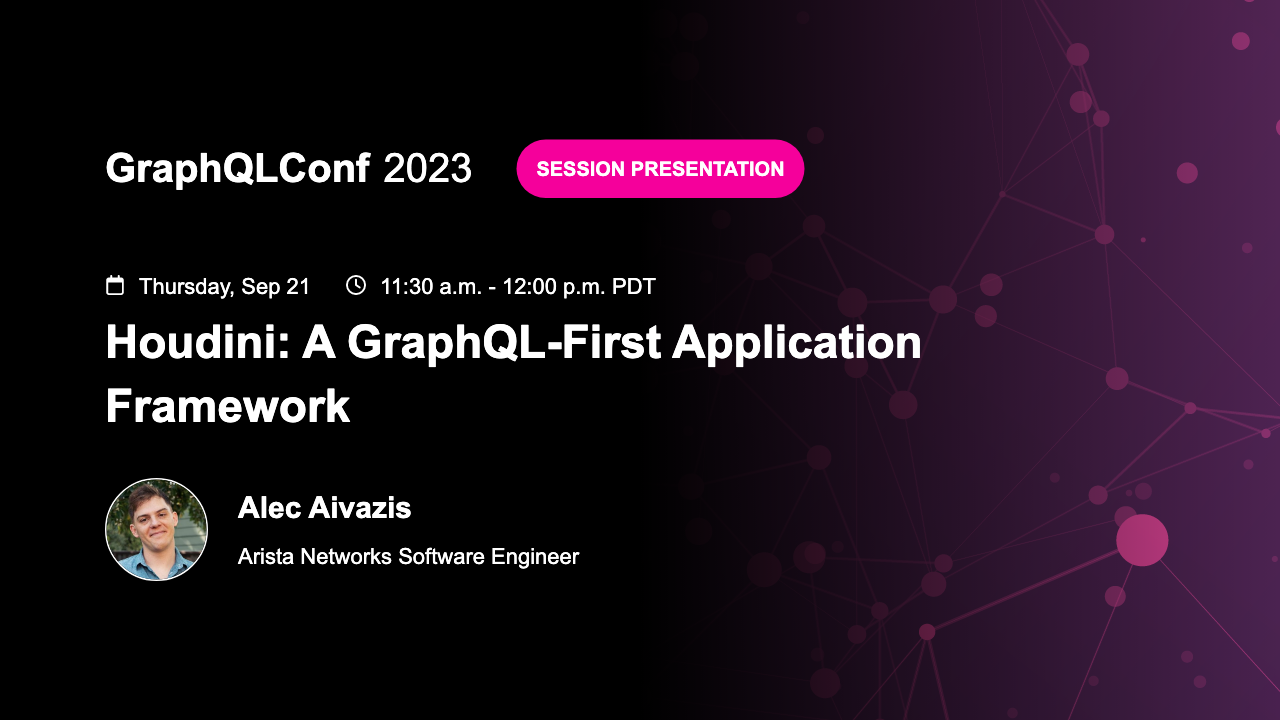 GraphQLConf 2023
SESSION PRESENTATION
Thursday, Sep 21
11:30 a.m. - 12:00 p.m. PDT
Houdini: A GraphQL-First Application
Framework
Alec Aivazis
Arista Networks Software Engineer